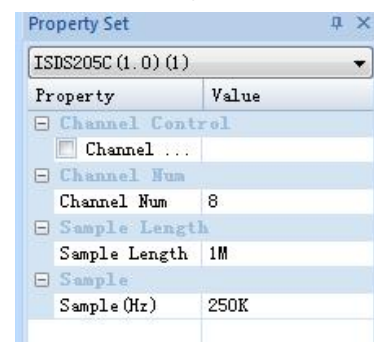 Property Set
ISDS205C(1.0)(1)
Property Value
Channel Control
Channel ...
Channel Num
Channel Num 8
Sample Length
Sample Length 1M
Sample
Sample(Hz) 250K